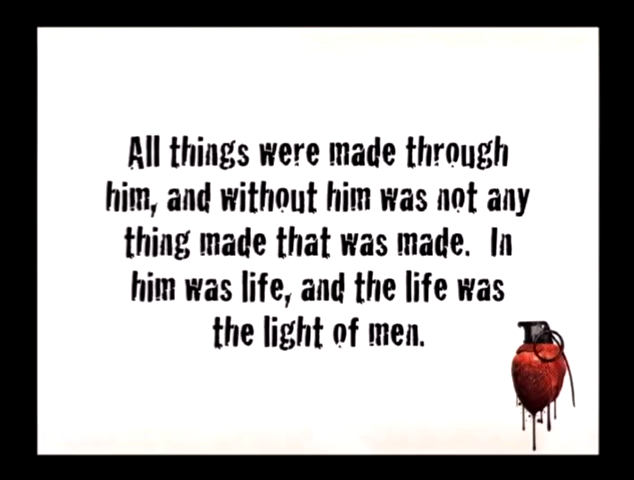 All things were made through
him, and without him was not any
thing made that was made.  In
him was life, and the life was
the light of men.